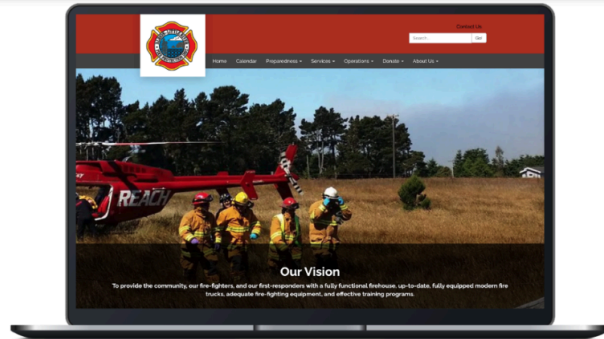 Contact Us
Search
Go
Home Calendar Preparedness Services Operations Donate About Us
REACH
Our Vision
To provide the community, our fire-fighters, and our first-responders with a fully functional firehouse, up-to-date, fully equipped modern fire
trucks, adequate fire-fighting equipment, and effective training programs.